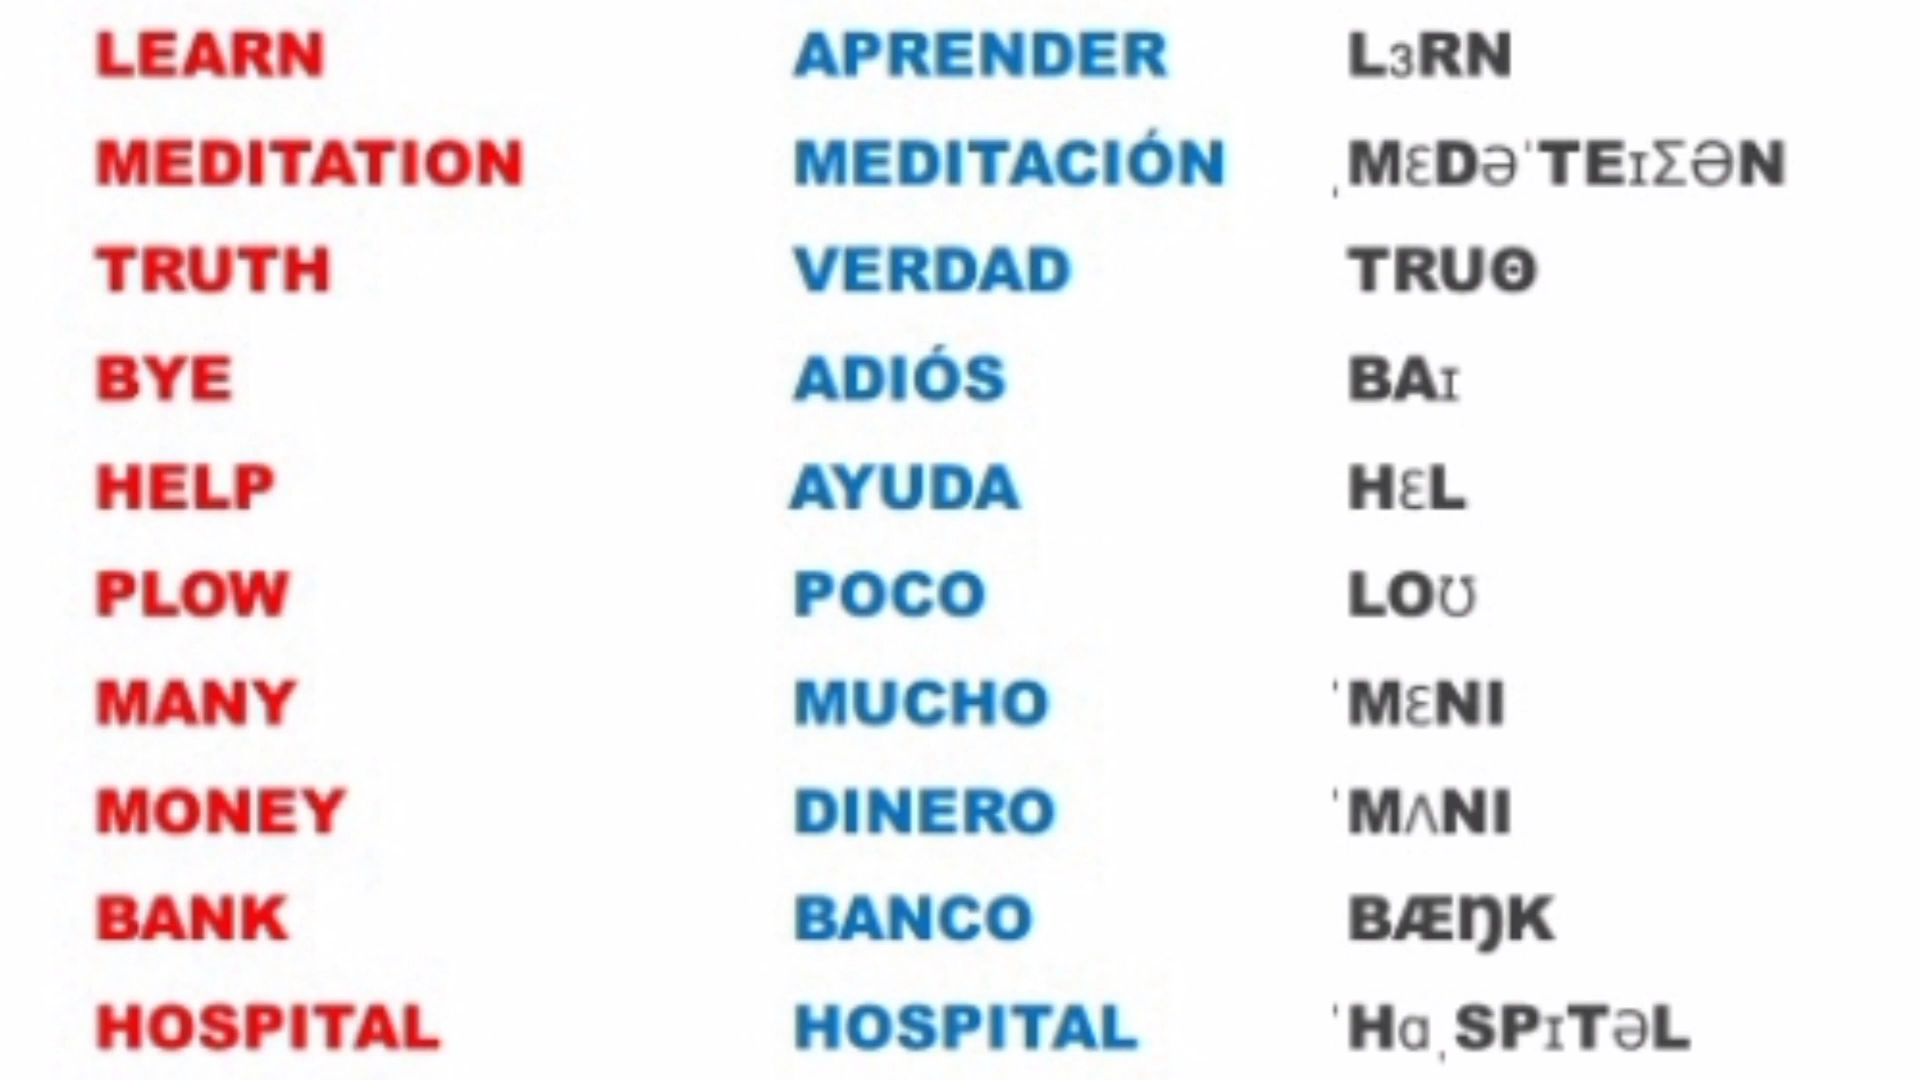 LEARN APRENDER LɜRN
MEDITATION MEDITACIÓN ˌMɛDəˈTEɪΣƏN
TRUTH VERDAD TRUΘ
BYE ADIÓS BAɪ
HELP AYUDA HɛL
PLOW POCO LOƱ
MANY MUCHO ˈMɛNI
MONEY DINERO ˈMɅNI
BANK BANCO BÆŊK
HOSPITAL HOSPITAL ˈHɑˌSPɪTəL